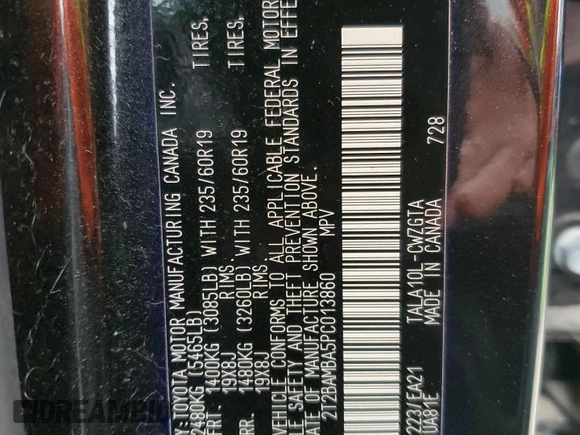 Y:TOYOTA MOTOR MANUFACTURING CANADA INC.
2480KG (5465LB)
FRT. 1400KG (3085LB) WITH 235/60R19 TIRES,
19X8J RIMS
RR. 1480KG (3260LB) WITH 235/60R19 TIRES,
19X8J RIMS
VEHICLE CONFORMS TO ALL APPLICABLE FEDERAL MOTOR
LE SAFETY AND THEFT PREVENTION STANDARDS IN EFFE
DATE OF MANUFACTURE SHOWN ABOVE.
2T2BAMBA5PC013860 MPV
223/EA21 TALA10L-CWZGTA
UA81E MADE IN CANADA 728
DREAMBID